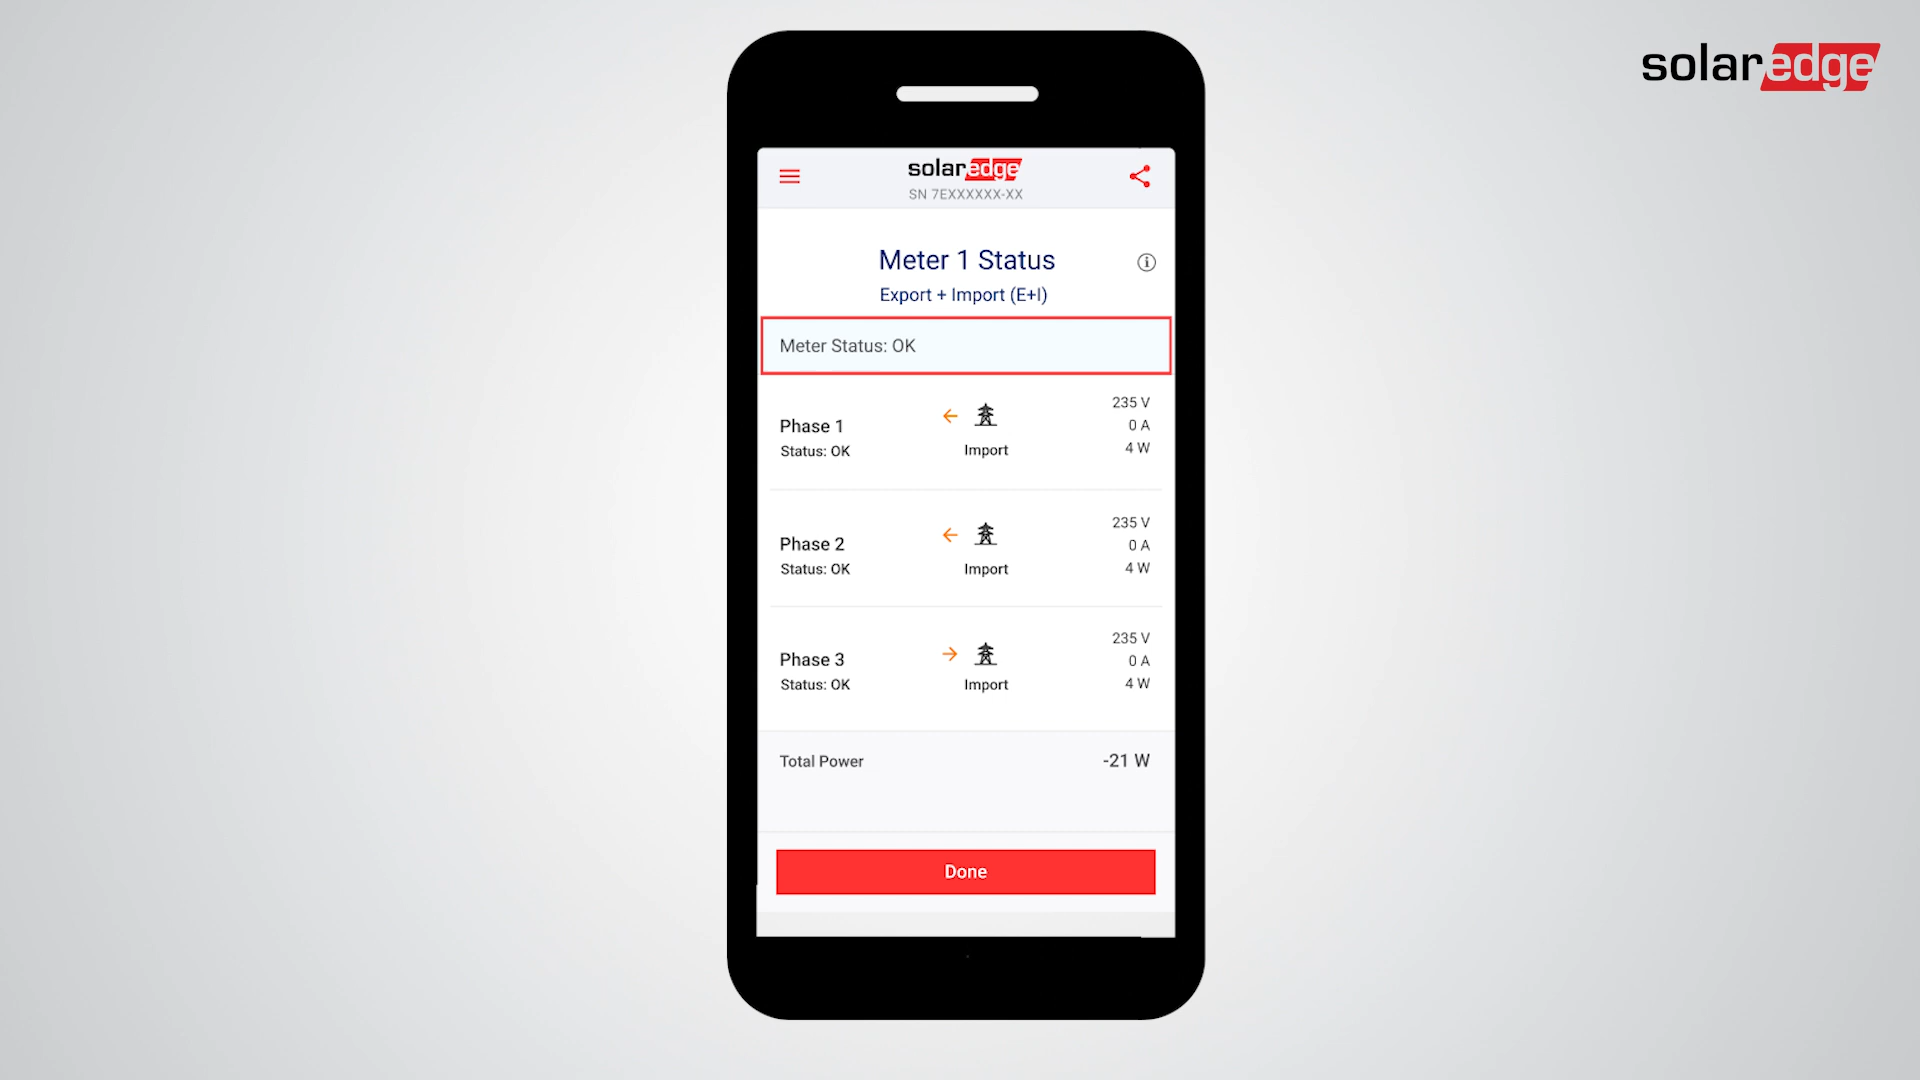 solaredge
solaredge
SN 7EXXXXXX-XX
Meter 1 Status
Export + Import (E+I)
Meter Status: OK
Phase 1
Status: OK
Import
235 V
0 A
4 W
Phase 2
Status: OK
Import
235 V
0 A
4 W
Phase 3
Status: OK
Import
235 V
0 A
4 W
Total Power
-21 W
Done